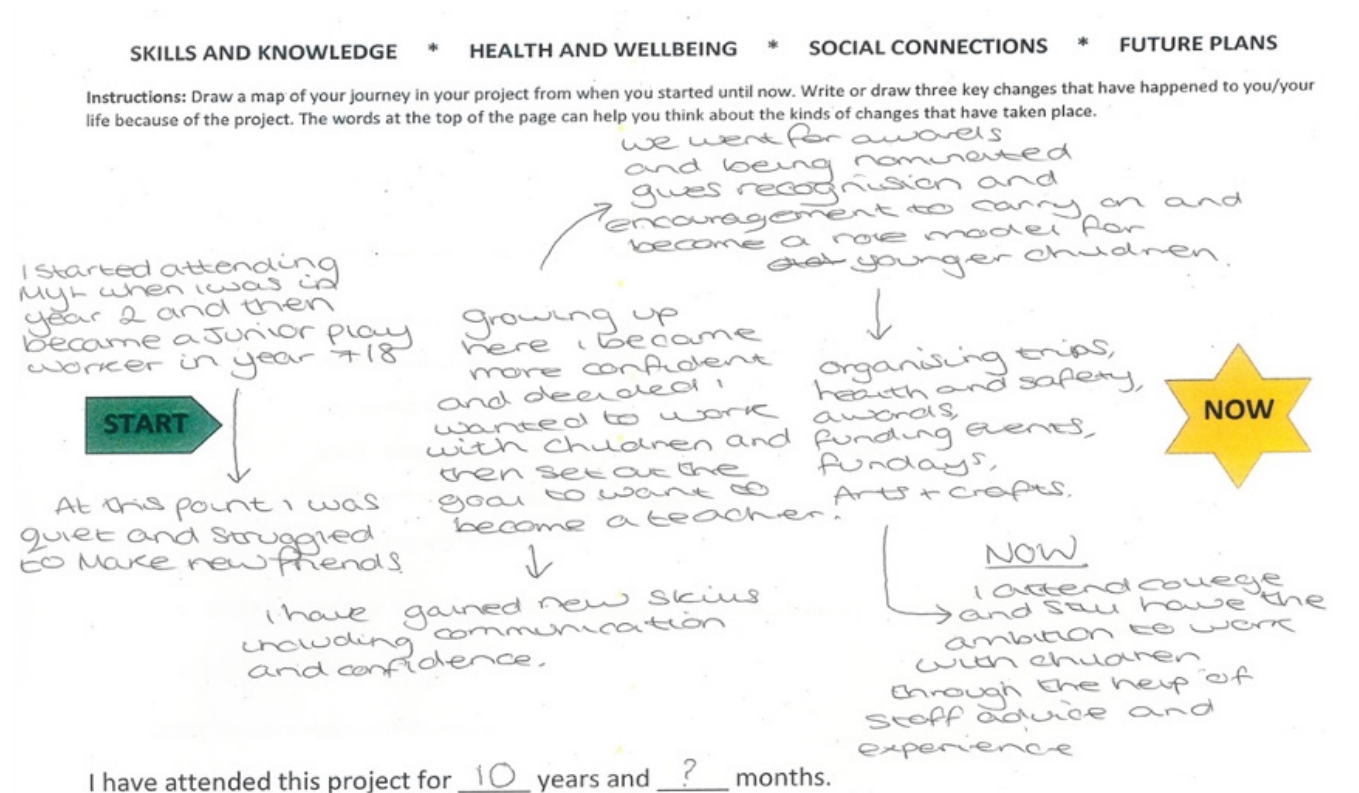 SKILLS AND KNOWLEDGE * HEALTH AND WELLBEING * SOCIAL CONNECTIONS * FUTURE PLANS
Instructions: Draw a map of your journey in your project from when you started until now. Write or draw three key changes that have happened to you/your
life because of the project. The words at the top of the page can help you think about the kinds of changes that have taken place.
I started attending
MYL when i was in
year 2 and then
became a Junior play
worker in year 7/8
START
At this point i was
quiet and struggled
to Make new friends
growing up
here i became
more confident
and decided i
wanted to work
with children and
then set out the
goal to want to
become a teacher.
i have gained new skills
including communication
and confidence.
we went for awards
and being nominated
gives recognision and
encouragement to carry on and
become a role model for
younger children.
organising trips,
health and safety,
awards,
funding events,
fundays,
Arts + crafts.
NOW
NOW
i attend college
and still have the
ambition to work
with children
through the help of
staff advice and
experience
I have attended this project for 10 years and ? months.